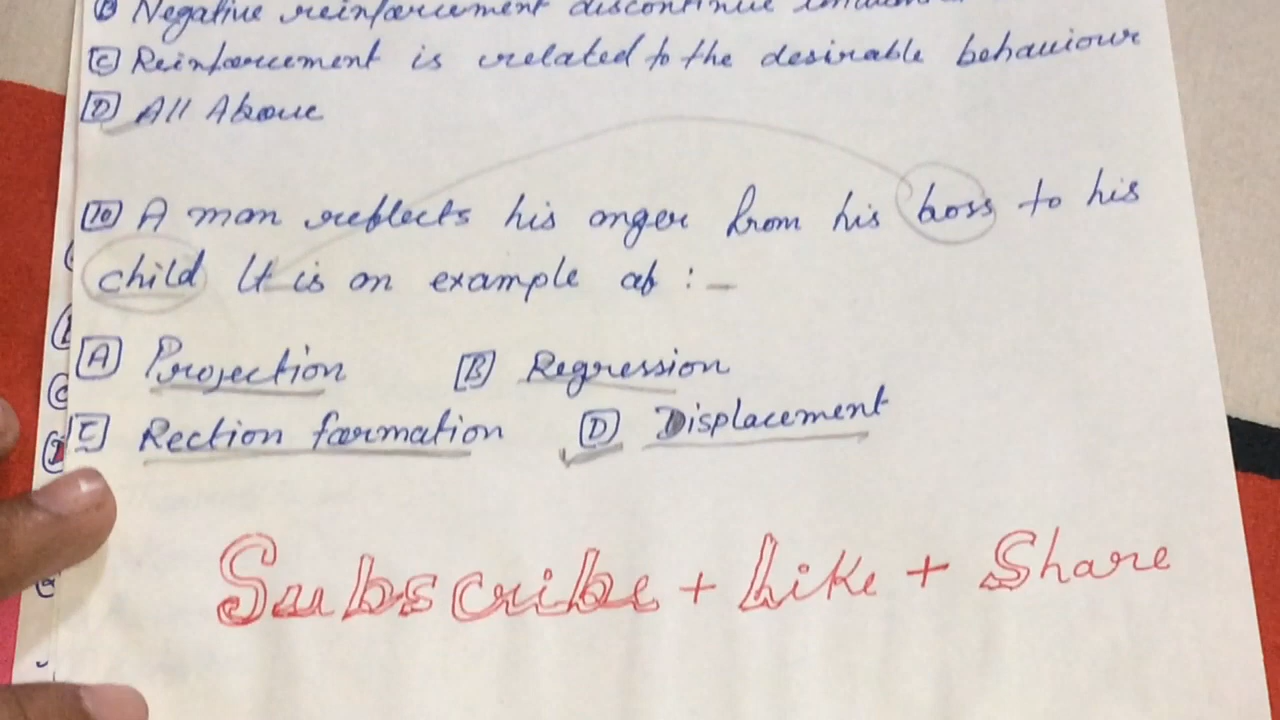 B Negative reinforcement discontinue
C Reinforcement is related to the desirable behaviour
D All Above
10 A man reflects his anger from his boss to his
child It is an example of :-
A Projection B Regression
C Rection formation D Displacement
Subscribe + Like + Share